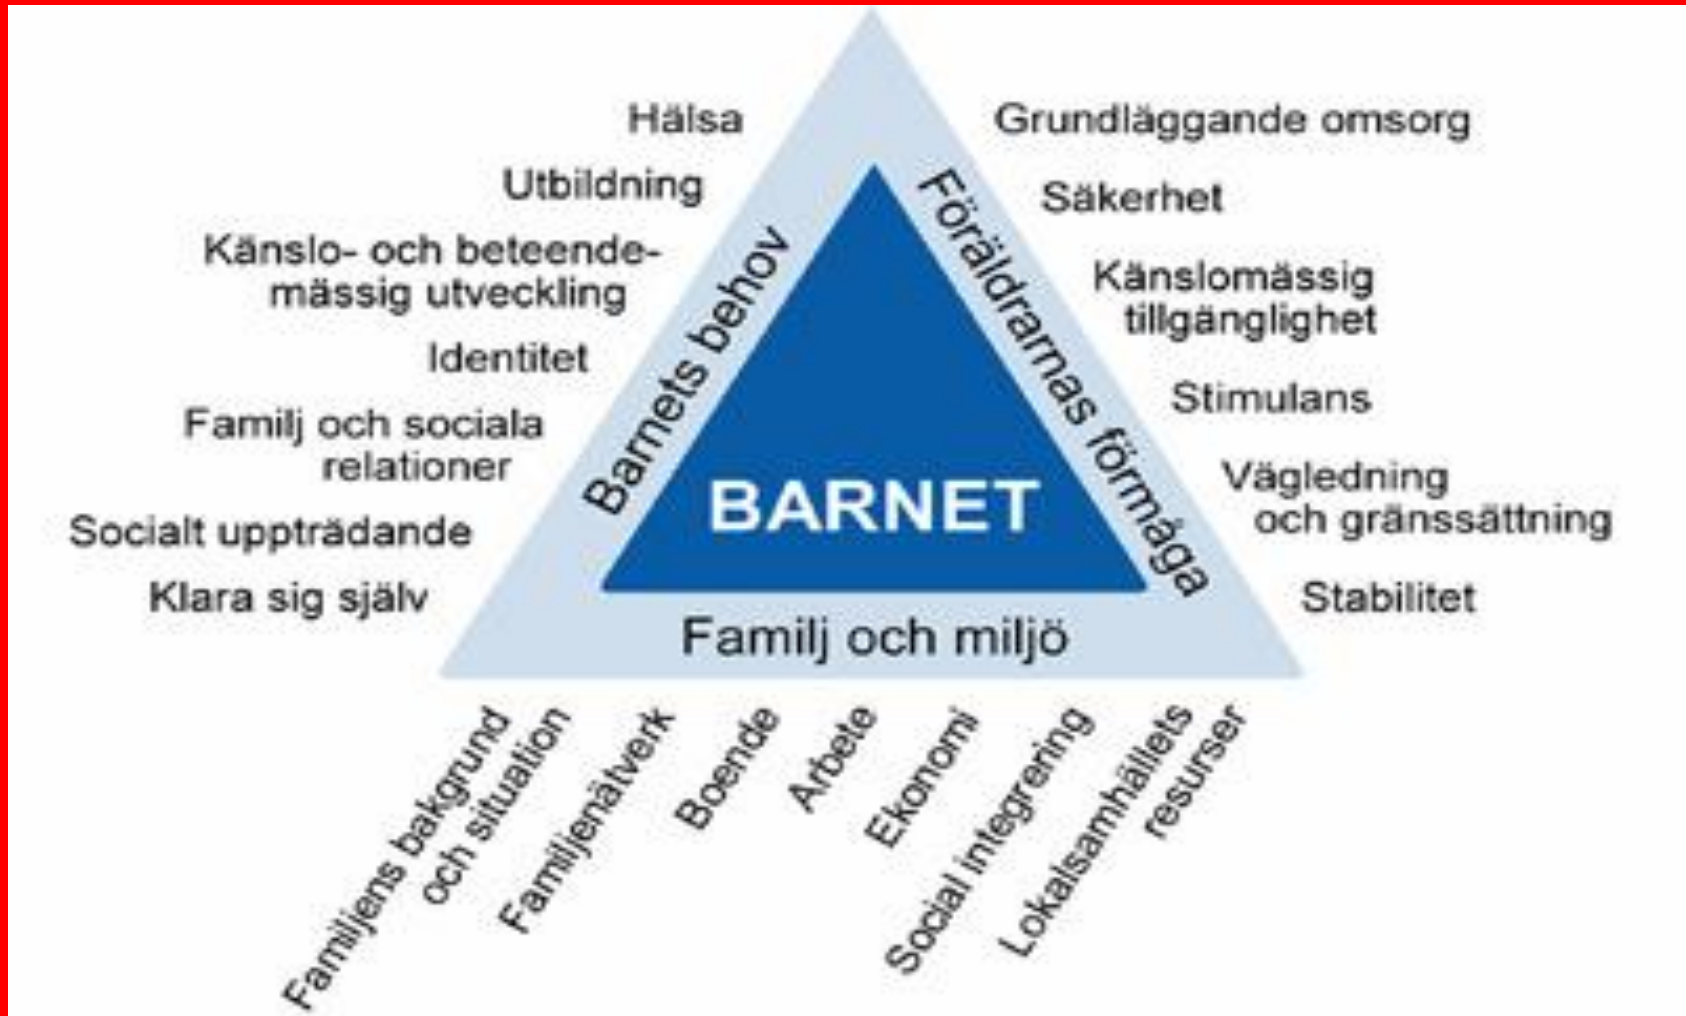 Hälsa
Utbildning
Känslo- och beteende-
mässig utveckling
Identitet
Familj och sociala
relationer
Socialt uppträdande
Klara sig själv
Barnets behov
BARNET
Föräldrarnas förmåga
Grundläggande omsorg
Säkerhet
Känslomässig
tillgänglighet
Stimulans
Vägledning
och gränssättning
Stabilitet
Familj och miljö
Familjens bakgrund
och situation
Familjenätverk
Boende
Arbete
Ekonomi
Social integrering
Lokalsamhällets
resurser